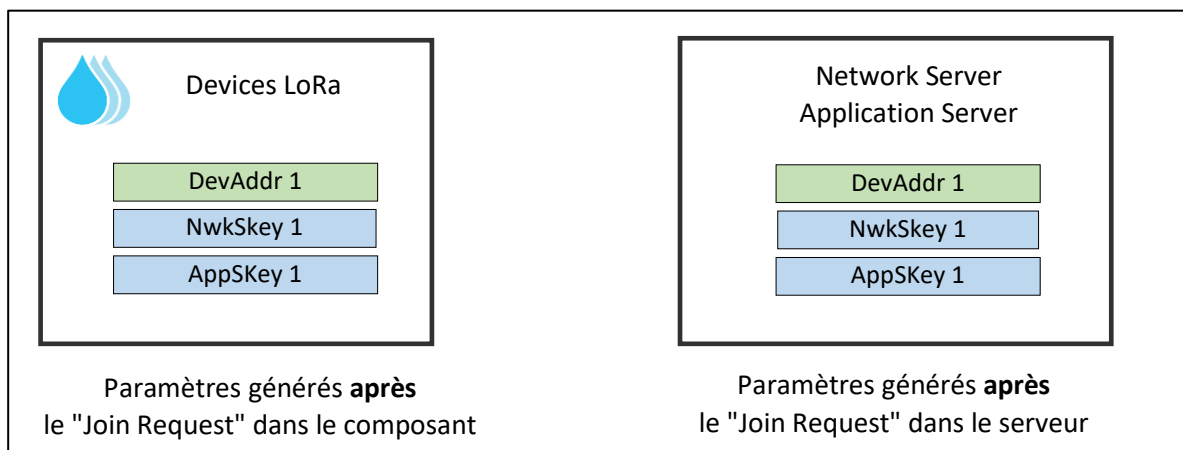 Devices LoRa
DevAddr 1
NwkSkey 1
AppSKey 1
Paramètres générés après
le "Join Request" dans le composant
Network Server
Application Server
DevAddr 1
NwkSkey 1
AppSKey 1
Paramètres générés après
le "Join Request" dans le serveur